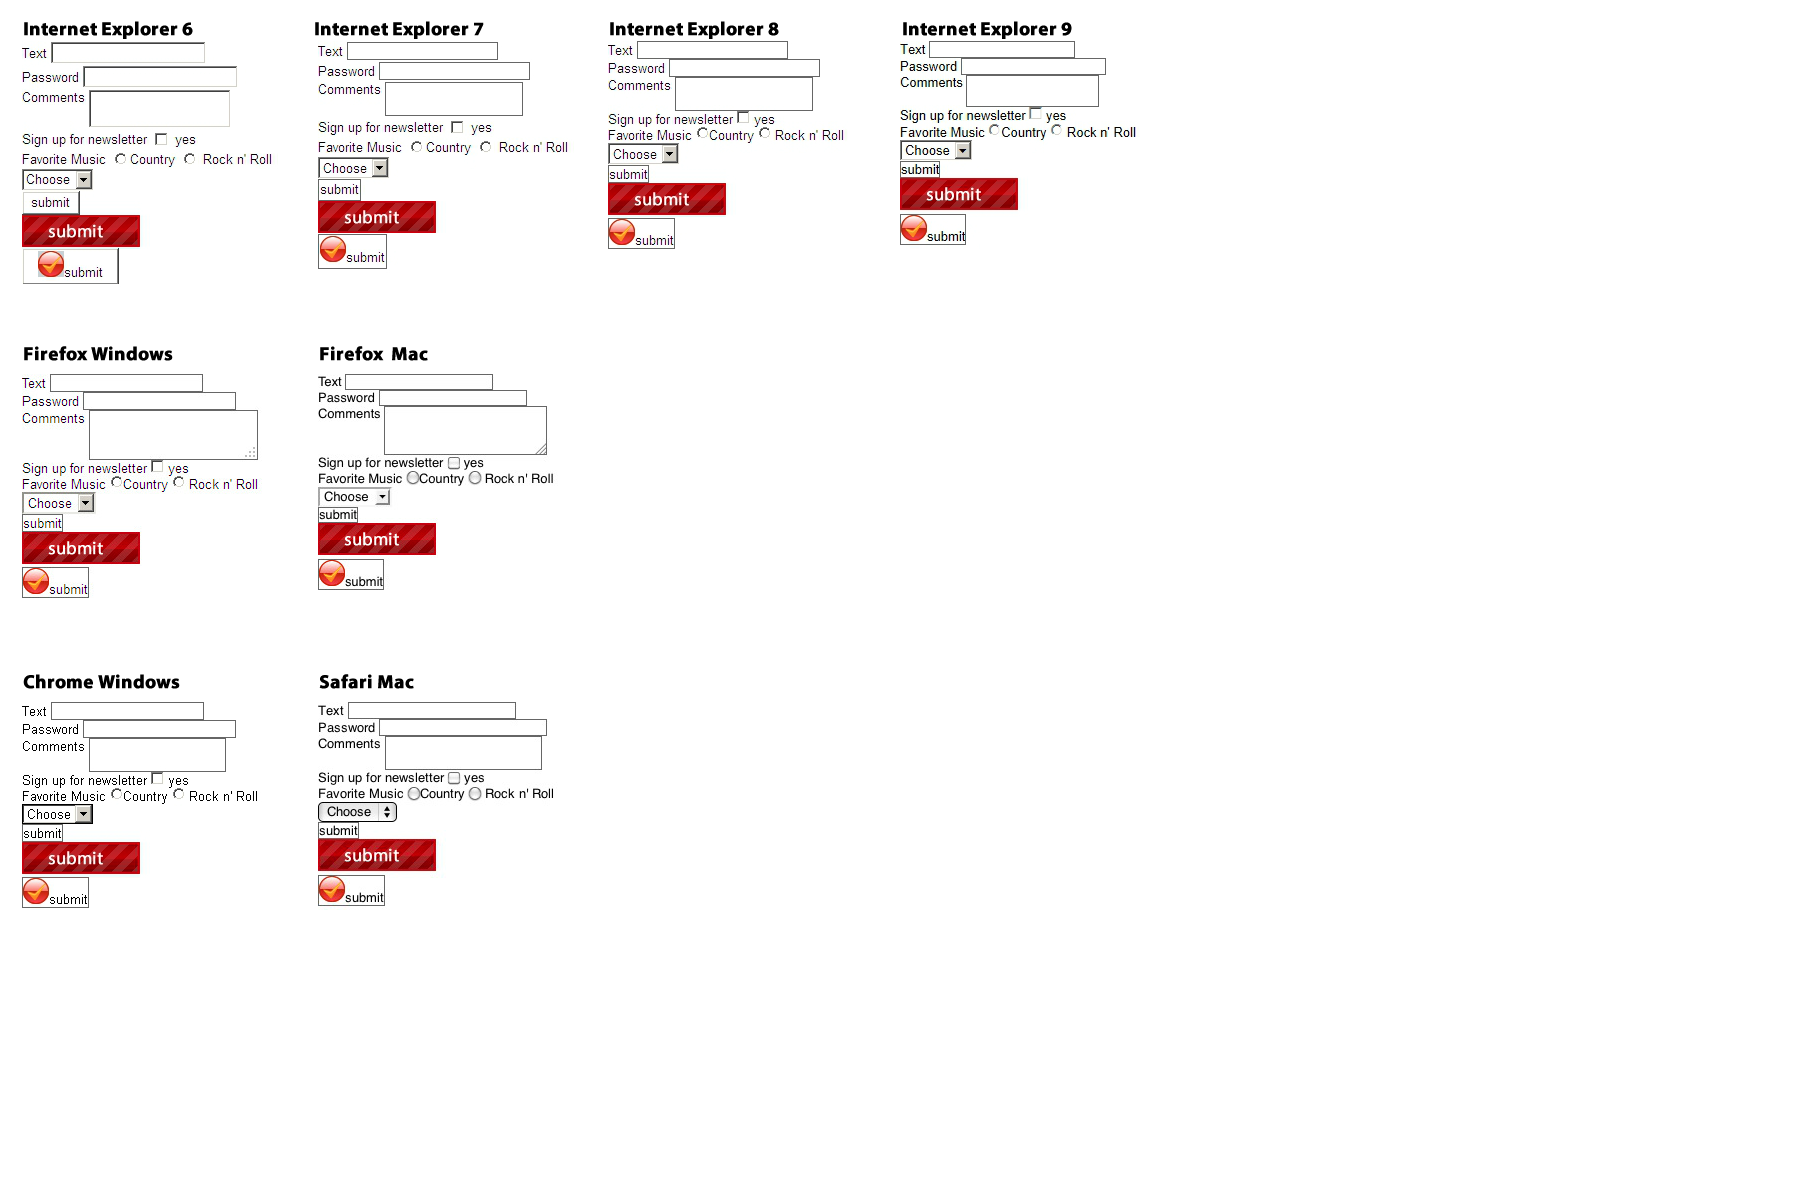 Internet Explorer 6
Text
Password
Comments
Sign up for newsletter yes
Favorite Music Country Rock n' Roll
Choose
submit
submit
submit
Internet Explorer 7
Text
Password
Comments
Sign up for newsletter yes
Favorite Music Country Rock n' Roll
Choose
submit
submit
submit
Internet Explorer 8
Text
Password
Comments
Sign up for newsletter yes
Favorite Music Country Rock n' Roll
Choose
submit
submit
submit
Internet Explorer 9
Text
Password
Comments
Sign up for newsletter yes
Favorite Music Country Rock n' Roll
Choose
submit
submit
submit
Firefox Windows
Text
Password
Comments
Sign up for newsletter yes
Favorite Music Country Rock n' Roll
Choose
submit
submit
submit
Firefox Mac
Text
Password
Comments
Sign up for newsletter yes
Favorite Music Country Rock n' Roll
Choose
submit
submit
submit
Chrome Windows
Text
Password
Comments
Sign up for newsletter yes
Favorite Music Country Rock n' Roll
Choose
submit
submit
submit
Safari Mac
Text
Password
Comments
Sign up for newsletter yes
Favorite Music Country Rock n' Roll
Choose
submit
submit
submit